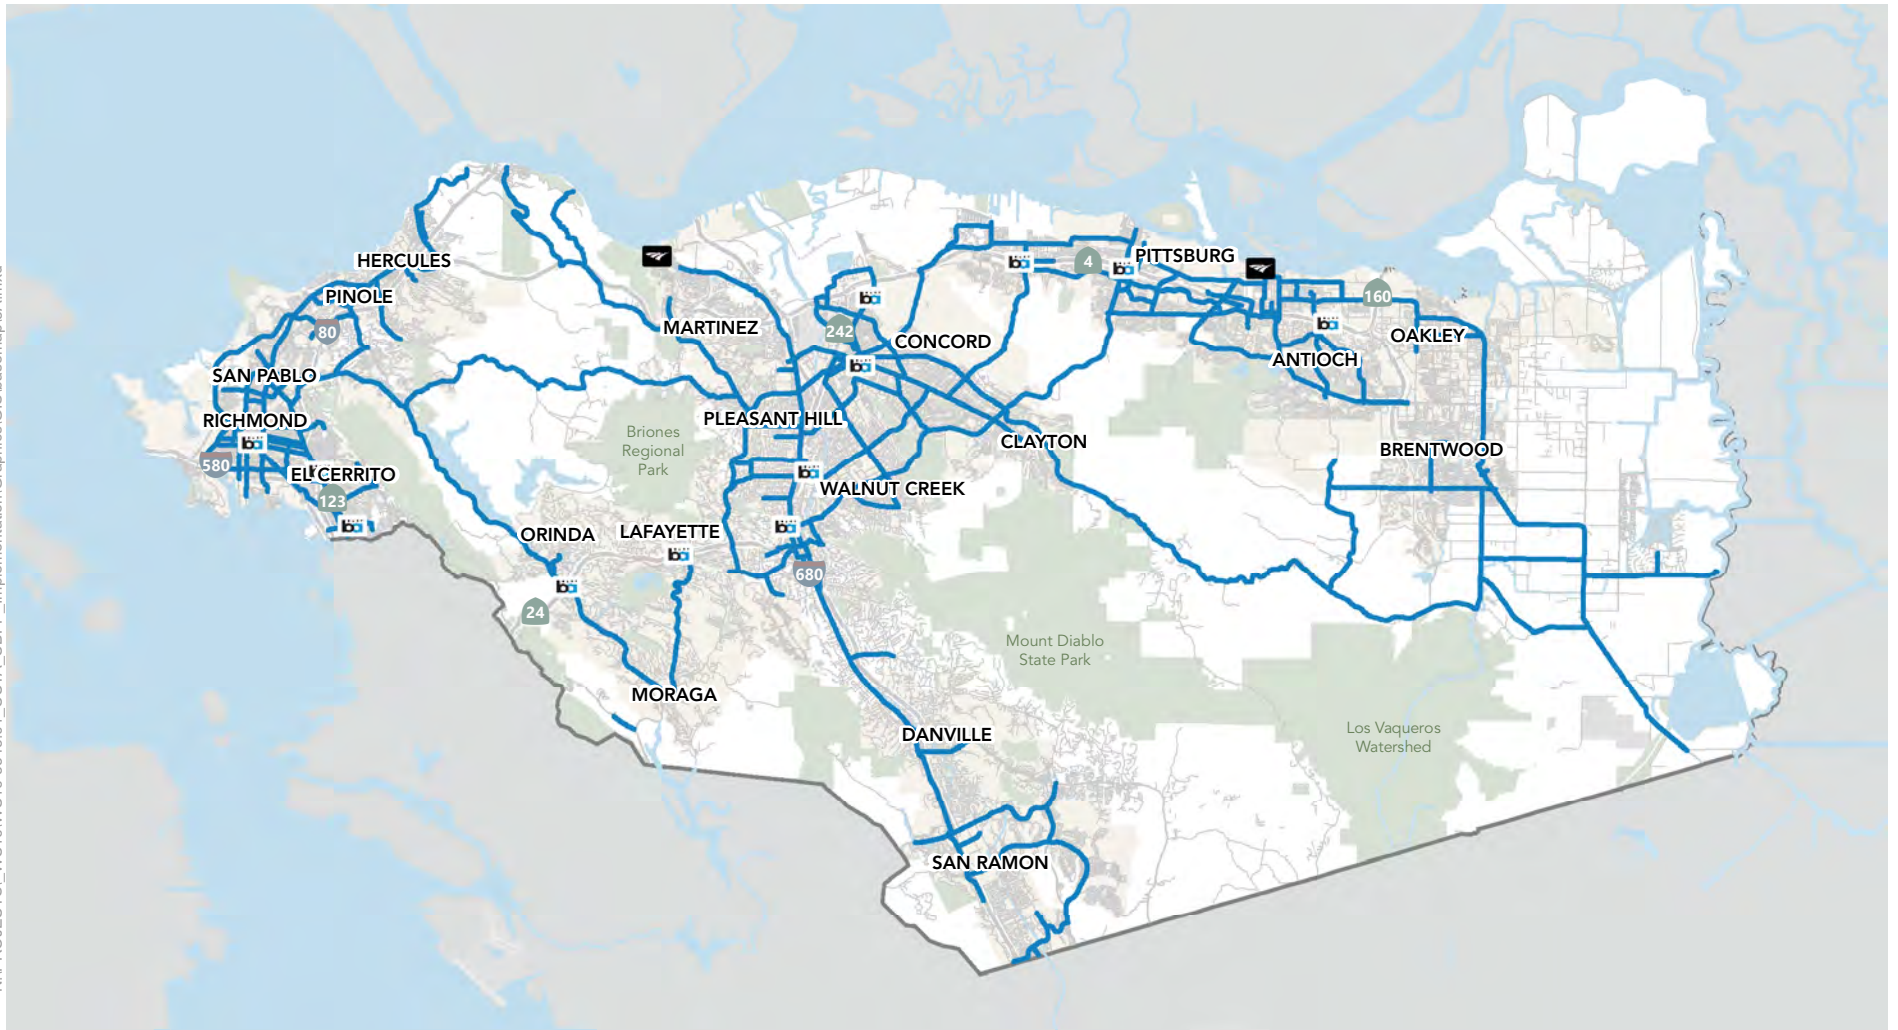 HERCULES
PINOLE
80
SAN PABLO
RICHMOND
580
EL CERRITO
123
MARTINEZ
242
CONCORD
4
PITTSBURG
160
OAKLEY
ANTIOCH
PLEASANT HILL
Briones
Regional
Park
CLAYTON
BRENTWOOD
WALNUT CREEK
ORINDA
LAFAYETTE
680
24
Mount Diablo
State Park
MORAGA
DANVILLE
Los Vaqueros
Watershed
SAN RAMON